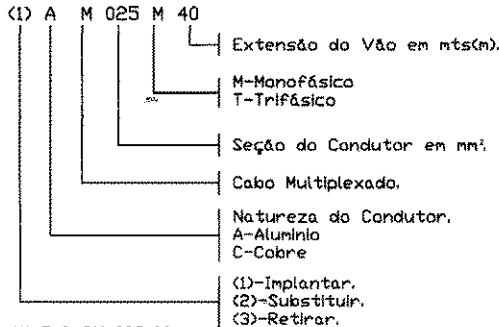 (1) A M 025 M 40
Extensão do Vão em mts(m).
M-Monofásico
T-Trifásico
Seção do Condutor em mm².
Cabo Multiplexado.
Natureza do Condutor.
A-Alumínio
C-Cobre
(1)-Implantar.
(2)-Substituir.
(3)-Retirar.